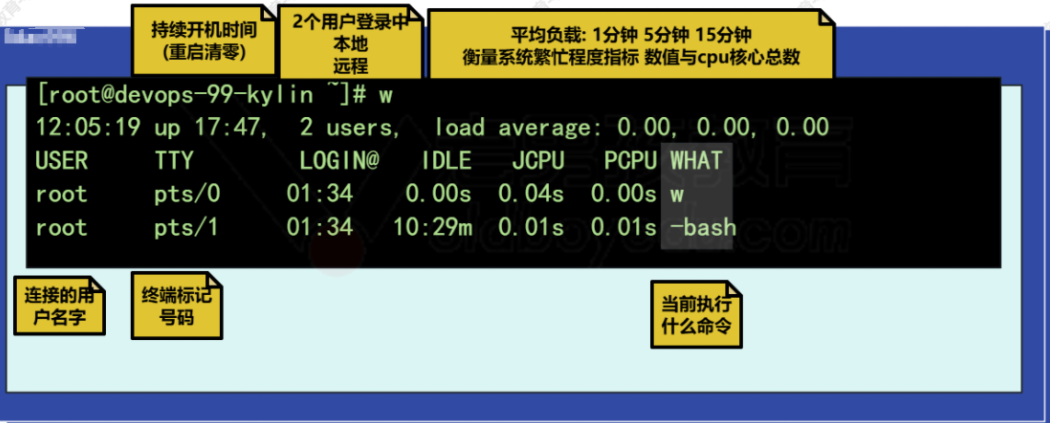 持续开机时间
(重启清零)
2个用户登录中
本地
远程
平均负载: 1分钟 5分钟 15分钟
衡量系统繁忙程度指标 数值与cpu核心总数
[root@devops-99-kylin ~]# w
12:05:19 up 17:47,  2 users,  load average: 0.00, 0.00, 0.00
USER TTY LOGIN@ IDLE JCPU PCPU WHAT
root pts/0 01:34 0.00s 0.04s 0.00s w
root pts/1 01:34 10:29m 0.01s 0.01s -bash
连接的用
户名字
终端标记
号码
当前执行
什么命令